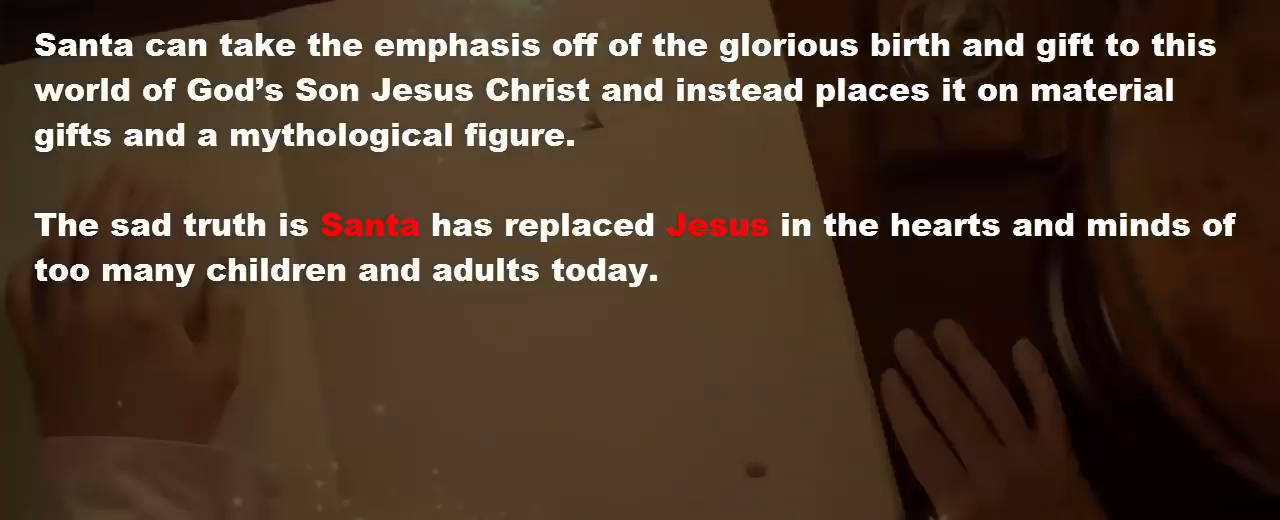 Santa can take the emphasis off of the glorious birth and gift to this
world of God’s Son Jesus Christ and instead places it on material
gifts and a mythological figure.
The sad truth is Santa has replaced Jesus in the hearts and minds of
too many children and adults today.